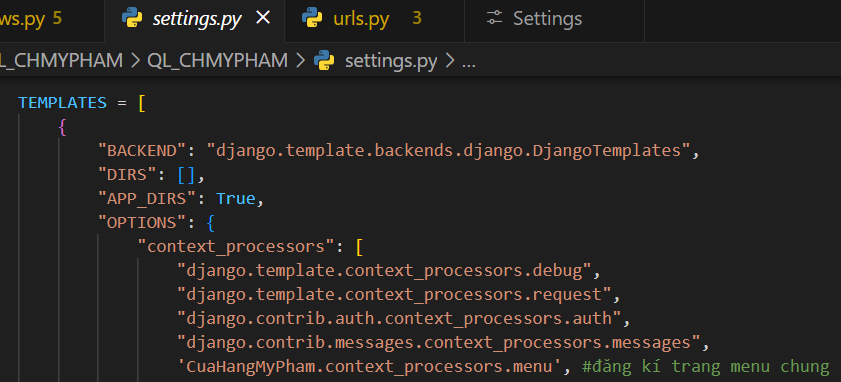 ws.py 5 settings.py × urls.py 3 Settings
L_CHMYPHAM > QL_CHMYPHAM > settings.py > ...
TEMPLATES = [
{
"BACKEND": "django.template.backends.django.DjangoTemplates",
"DIRS": [],
"APP_DIRS": True,
"OPTIONS": {
"context_processors": [
"django.template.context_processors.debug",
"django.template.context_processors.request",
"django.contrib.auth.context_processors.auth",
"django.contrib.messages.context_processors.messages",
'CuaHangMyPham.context_processors.menu', #đăng kí trang menu chung